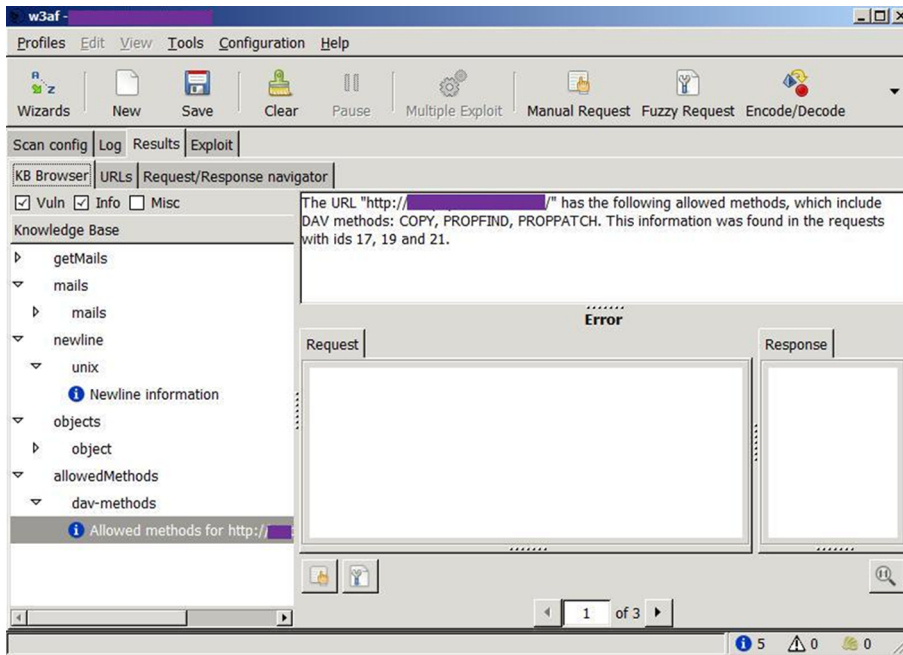 w3af -
Profiles Edit View Tools Configuration Help
A
Z
Wizards New Save Clear Pause Multiple Exploit Manual Request Fuzzy Request Encode/Decode
Scan config Log Results Exploit
KB Browser URLs Request/Response navigator
Vuln Info Misc
Knowledge Base
getMails
mails
mails
newline
unix
Newline information
objects
object
allowedMethods
dav-methods
Allowed methods for http://
The URL "http:// /" has the following allowed methods, which include
DAV methods: COPY, PROPFIND, PROPPATCH. This information was found in the requests
with ids 17, 19 and 21.
Error
Request
Response
1 of 3
5 0 0